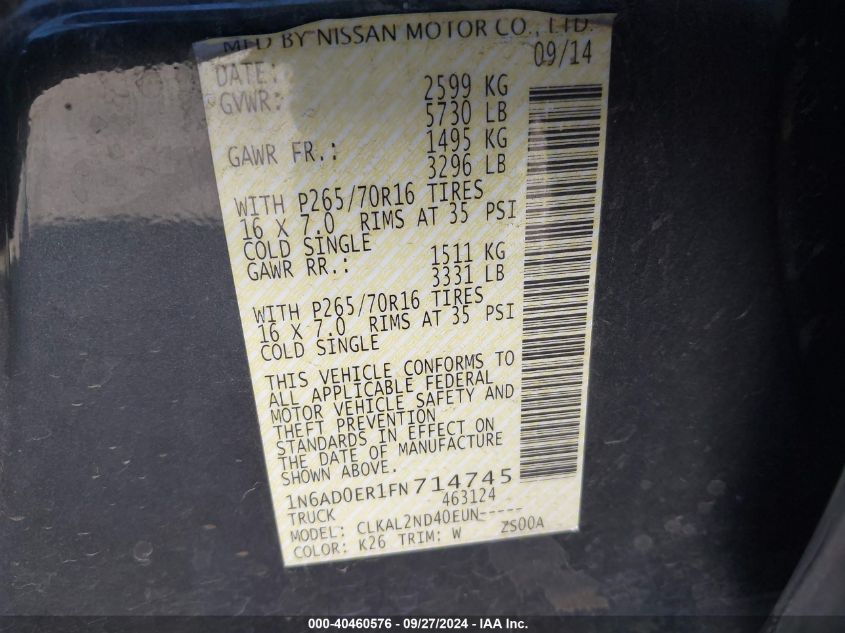 MFD BY NISSAN MOTOR CO., LTD.
DATE: 09/14
GVWR: 2599 KG
5730 LB
GAWR FR.: 1495 KG
3296 LB
WITH P265/70R16 TIRES
16 X 7.0 RIMS AT 35 PSI
COLD SINGLE
GAWR RR.: 1511 KG
3331 LB
WITH P265/70R16 TIRES
16 X 7.0 RIMS AT 35 PSI
COLD SINGLE
THIS VEHICLE CONFORMS TO
ALL APPLICABLE FEDERAL
MOTOR VEHICLE SAFETY AND
THEFT PREVENTION
STANDARDS IN EFFECT ON
THE DATE OF MANUFACTURE
SHOWN ABOVE.
1N6AD0ER1FN714745
TRUCK 463124
MODEL: CLKAL2ND40EUN-----
COLOR: K26 TRIM: W ZS00A
000-40460576 - 09/27/2024 - IAA Inc.